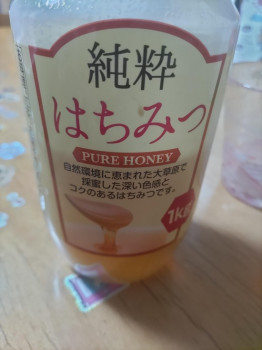 純粋
はちみつ
PURE HONEY
自然環境に恵まれた大草原で
採蜜した深い色感と
コクのあるはちみつです。
1kg